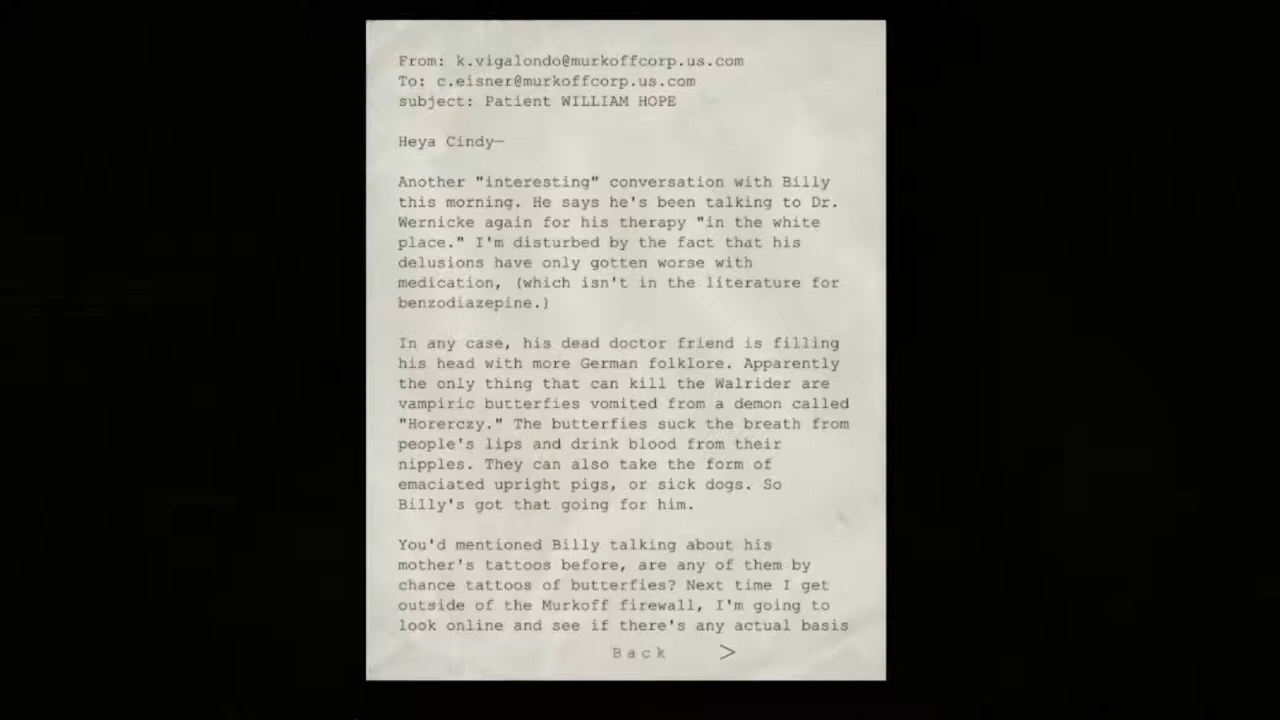 From: k.vigalondo@murkoffcorp.us.com
To: c.eisner@murkoffcorp.us.com
subject: Patient WILLIAM HOPE
Heya Cindy—
Another "interesting" conversation with Billy
this morning. He says he's been talking to Dr.
Wernicke again for his therapy "in the white
place." I'm disturbed by the fact that his
delusions have only gotten worse with
medication, (which isn't in the literature for
benzodiazepine.)
In any case, his dead doctor friend is filling
his head with more German folklore. Apparently
the only thing that can kill the Walrider are
vampiric butterfies vomited from a demon called
"Horerczy." The butterfies suck the breath from
people's lips and drink blood from their
nipples. They can also take the form of
emaciated upright pigs, or sick dogs. So
Billy's got that going for him.
You'd mentioned Billy talking about his
mother's tattoos before, are any of them by
chance tattoos of butterfies? Next time I get
outside of the Murkoff firewall, I'm going to
look online and see if there's any actual basis
Back >